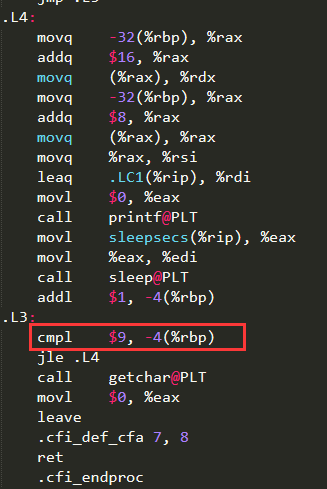 jmp .L3
.L4:
movq -32(%rbp), %rax
addq $16, %rax
movq (%rax), %rdx
movq -32(%rbp), %rax
addq $8, %rax
movq (%rax), %rax
movq %rax, %rsi
leaq .LC1(%rip), %rdi
movl $0, %eax
call printf@PLT
movl sleepsecs(%rip), %eax
movl %eax, %edi
call sleep@PLT
addl $1, -4(%rbp)
.L3:
cmpl $9, -4(%rbp)
jle .L4
call getchar@PLT
movl $0, %eax
leave
.cfi_def_cfa 7, 8
ret
.cfi_endproc